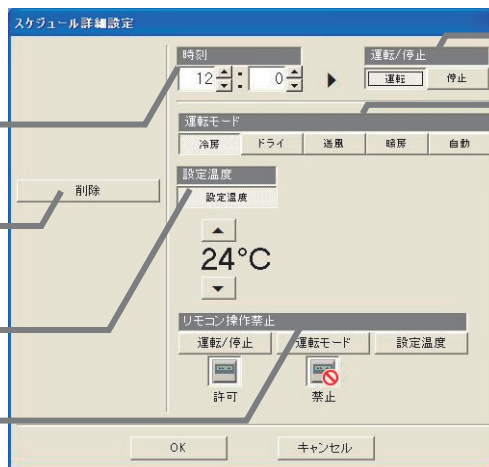 スケジュール詳細設定
時刻
12 : 0
運転/停止
運転 停止
運転モード
冷房 ドライ 送風 暖房 自動
削除
設定温度
設定温度
24°C
リモコン操作禁止
運転/停止 運転モード 設定温度
許可 禁止
OK キャンセル